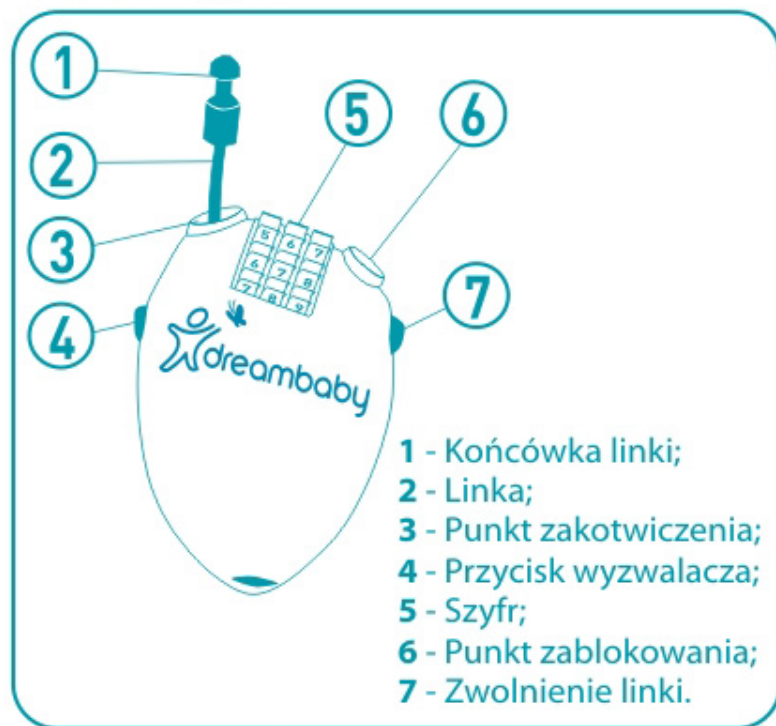 1
2
3
4
5
6
7
5 6 7
6 7 8
7 8 9
dreambaby
1 - Końcówka linki;
2 - Linka;
3 - Punkt zakotwiczenia;
4 - Przycisk wyzwalacza;
5 - Szyfr;
6 - Punkt zablokowania;
7 - Zwolnienie linki.